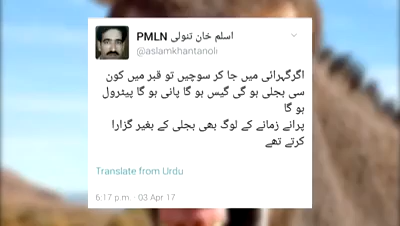 اسلم خان تنولی PMLN
@aslamkhantanoli
اگرگہرائی میں جا کر سوچیں تو قبر میں کون
سی بجلی ہو گی گیس ہو گا پانی ہو گا پیٹرول
ہو گا
پرانے زمانے کے لوگ بھی بجلی کے بغیر گزارا
کرتے تھے
Translate from Urdu
6:17 p.m. · 03 Apr 17